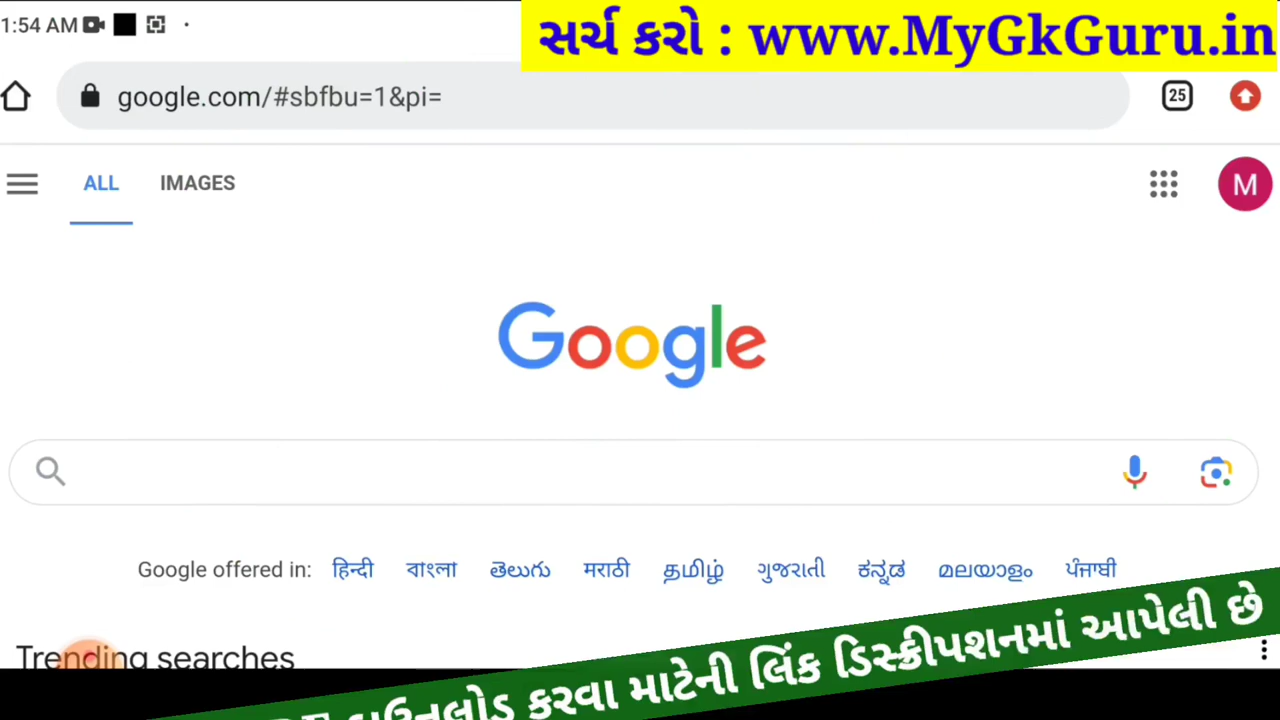 1:54 AM
સર્ચ કરો : www.MyGkGuru.in
google.com/#sbfbu=1&pi=
25
ALL IMAGES
M
Google
Google offered in: हिन्दी বাংলা తెలుగు मराठी தமிழ் ગુજરાતી ಕನ್ನಡ മലയാളം ਪੰਜਾਬੀ
Trending searches
કરવા માટેની લિંક ડિસ્ક્રીપશનમાં આપેલી છે